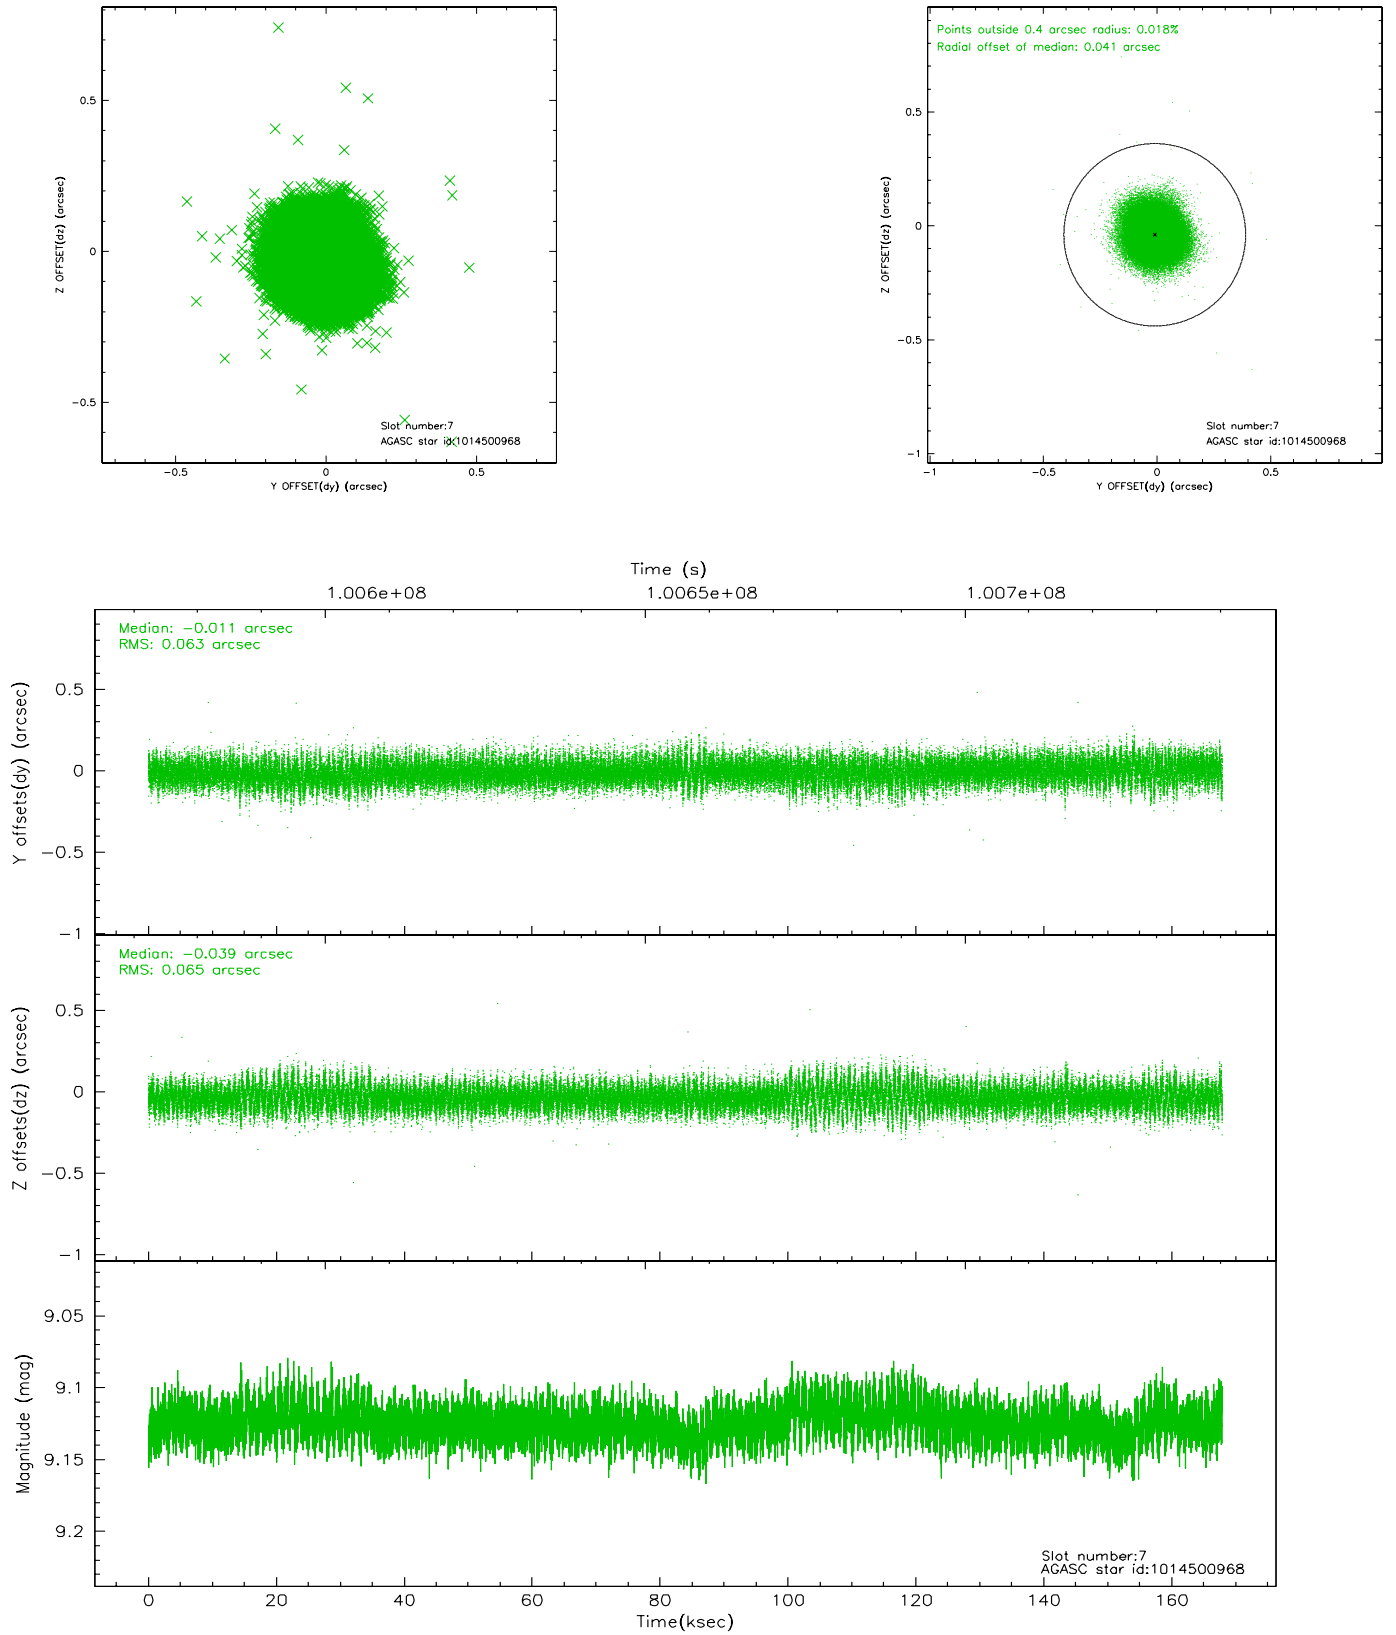 0.5
0
-0.5
Z OFFSET(dz) (arcsec)
Slot number:7
AGASC star id:1014500968
-0.5 0 0.5
Y OFFSET(dy) (arcsec)
Points outside 0.4 arcsec radius: 0.018%
Radial offset of median: 0.041 arcsec
0.5
0
-0.5
-1
Z OFFSET(dz) (arcsec)
Slot number:7
AGASC star id:1014500968
-1 -0.5 0 0.5
Y OFFSET(dy) (arcsec)
Time (s)
1.006e+08 1.0065e+08 1.007e+08
Median: -0.011 arcsec
RMS: 0.063 arcsec
0.5
0
-0.5
-1
Y offsets(dy) (arcsec)
Median: -0.039 arcsec
RMS: 0.065 arcsec
0.5
0
-0.5
-1
Z offsets(dz) (arcsec)
9.05
9.1
9.15
9.2
Magnitude (mag)
Slot number:7
AGASC star id:1014500968
0 20 40 60 80 100 120 140 160
Time(ksec)